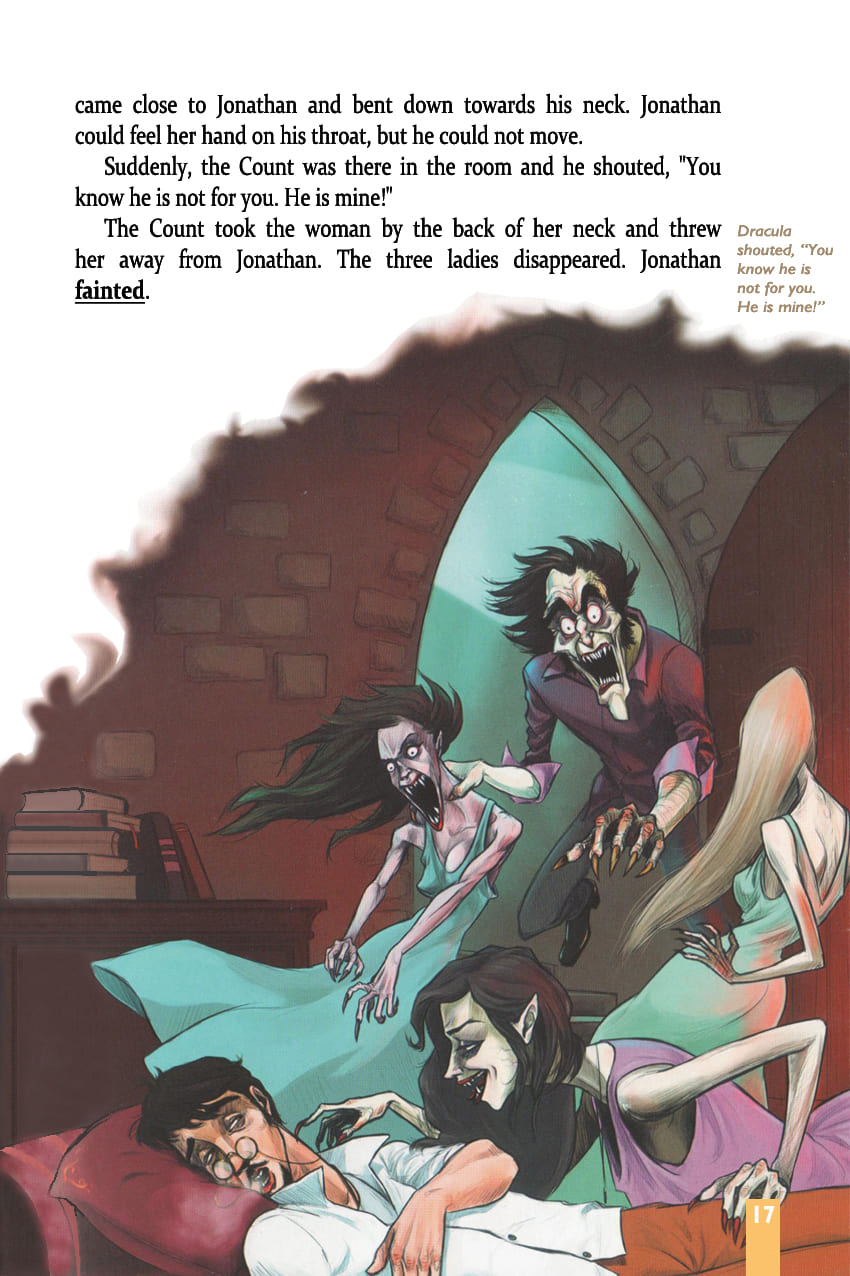 came close to Jonathan and bent down towards his neck. Jonathan
could feel her hand on his throat, but he could not move.
Suddenly, the Count was there in the room and he shouted, "You
know he is not for you. He is mine!"
The Count took the woman by the back of her neck and threw
her away from Jonathan. The three ladies disappeared. Jonathan
fainted.
Dracula
shouted, “You
know he is
not for you.
He is mine!”
17